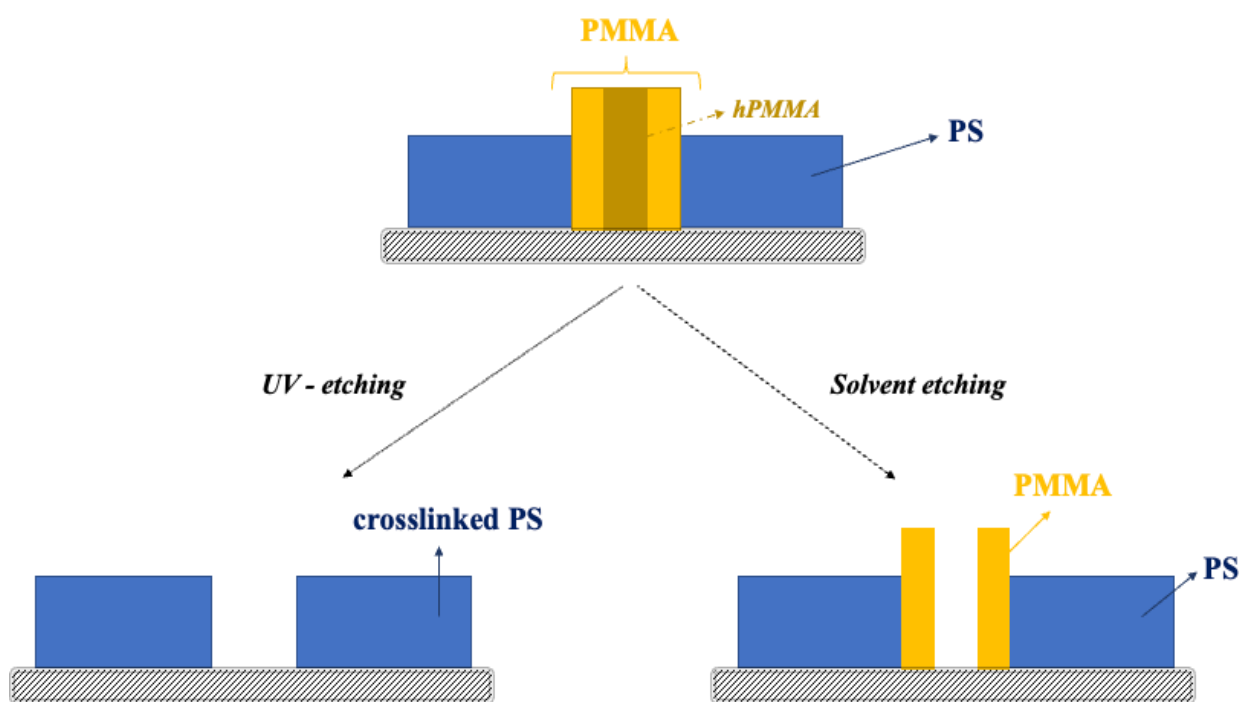 PMMA
hPMMA
PS
UV - etching
Solvent etching
PMMA
crosslinked PS
PS